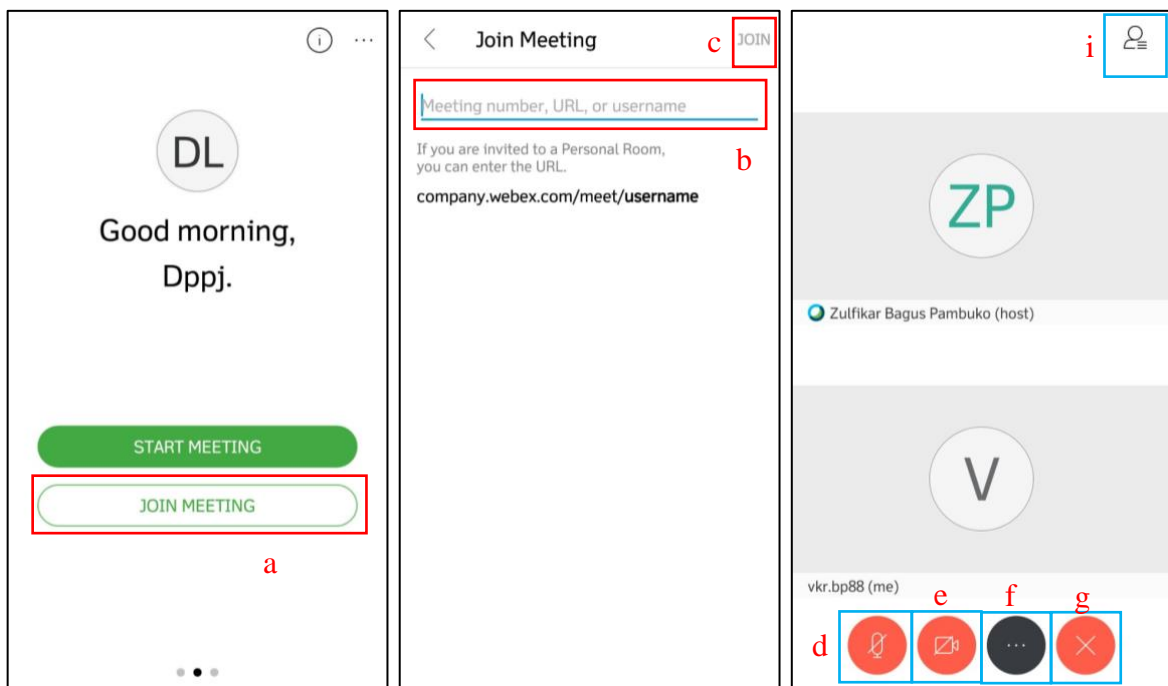 DL
Good morning,
Dppj.
START MEETING
JOIN MEETING
a
Join Meeting
c
JOIN
Meeting number, URL, or username
b
If you are invited to a Personal Room,
you can enter the URL.
company.webex.com/meet/username
i
ZP
Zulfikar Bagus Pambuko (host)
V
vkr.bp88 (me)
d
e
f
g